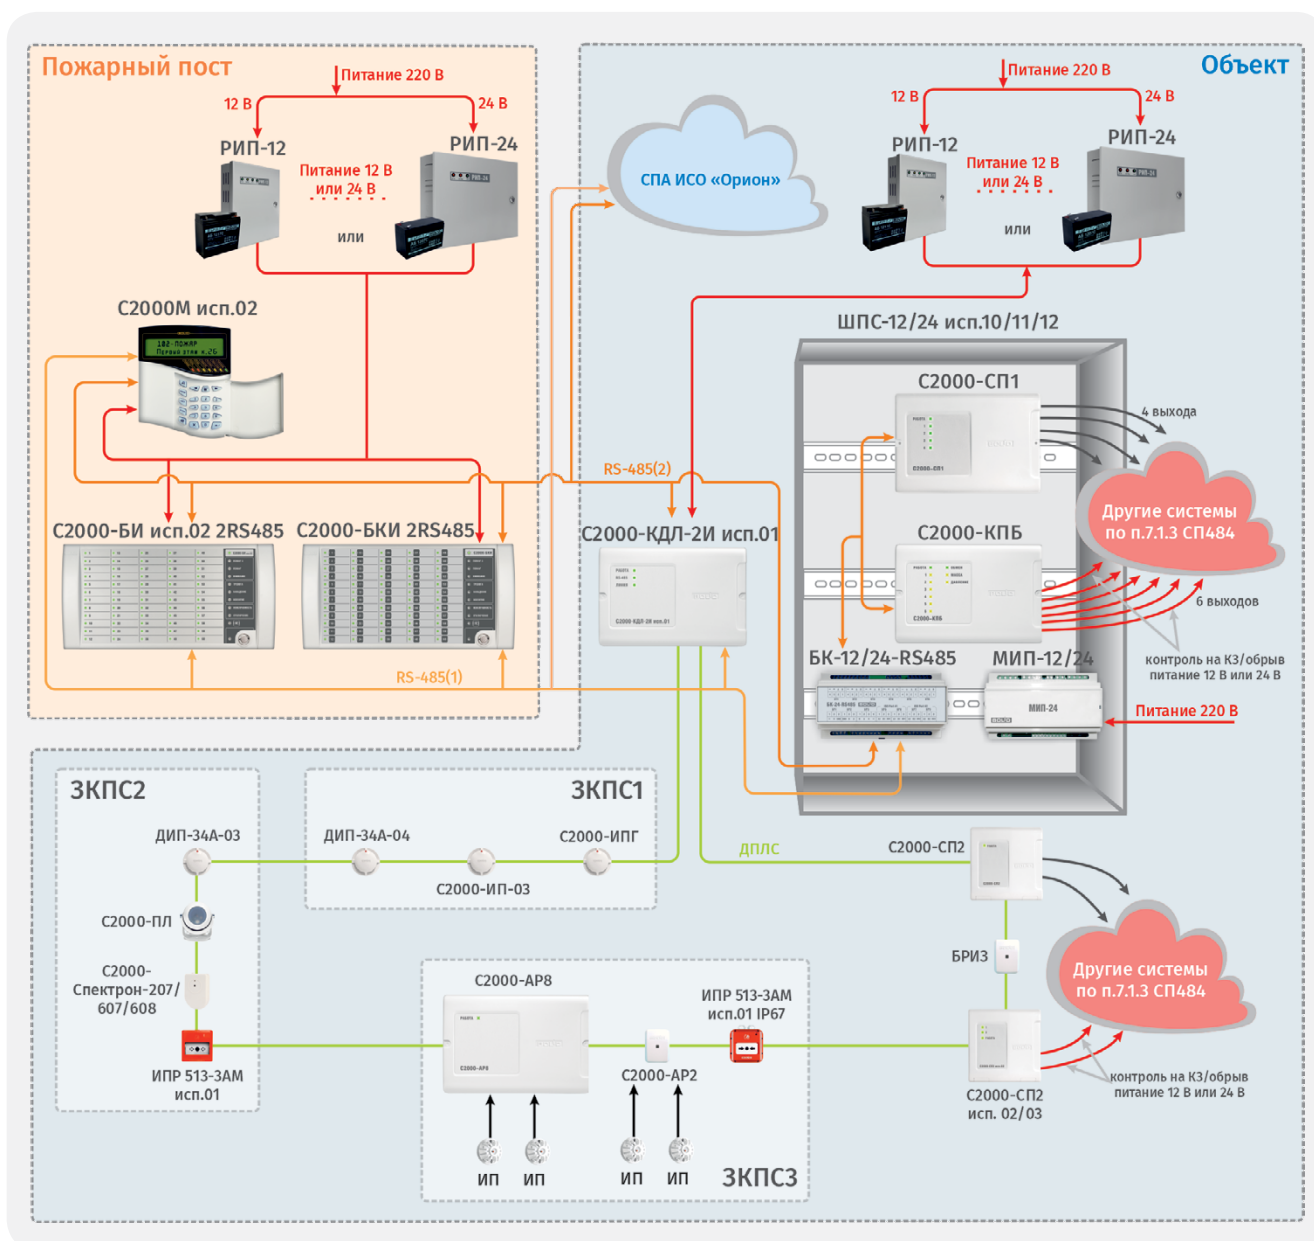 Пожарный пост
Питание 220 В
12 В
24 В
РИП-12
РИП-24
Питание 12 В
или 24 В
или
С2000М исп.02
С2000-БИ исп.02 2RS485
С2000-БКИ 2RS485
RS-485(1)
Объект
СПА ИСО «Орион»
Питание 220 В
12 В
24 В
РИП-12
РИП-24
Питание 12 В
или 24 В
или
ШПС-12/24 исп.10/11/12
С2000-СП1
4 выхода
RS-485(2)
С2000-КДЛ-2И исп.01
С2000-КПБ
Другие системы
по п.7.1.3 СП484
6 выходов
контроль на КЗ/обрыв
питание 12 В или 24 В
БК-12/24-RS485
МИП-12/24
МИП-24
Питание 220 В
ЗКПС2
ЗКПС1
ДИП-34А-03
ДИП-34А-04
С2000-ИП-03
С2000-ИПГ
ДПЛС
С2000-СП2
С2000-ПЛ
С2000-
Спектрон-207/
607/608
ИПР 513-3АМ
исп.01
БРИЗ
Другие системы
по п.7.1.3 СП484
С2000-АР8
ИПР 513-3АМ
исп.01 IP67
С2000-АР2
С2000-СП2
исп. 02/03
контроль на КЗ/обрыв
питание 12 В или 24 В
ИП
ИП
ИП
ИП
ЗКПС3